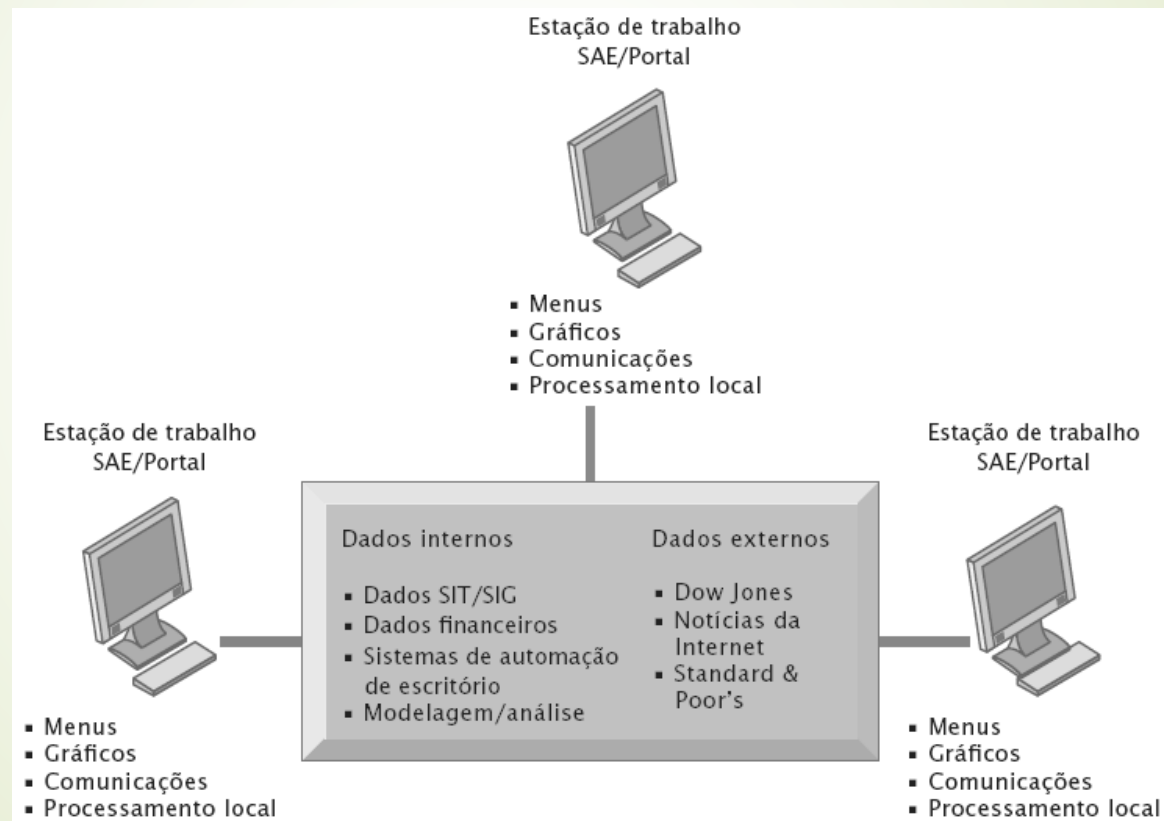 Estação de trabalho
SAE/Portal
▪ Menus
▪ Gráficos
▪ Comunicações
▪ Processamento local
Estação de trabalho
SAE/Portal
▪ Menus
▪ Gráficos
▪ Comunicações
▪ Processamento local
Dados internos
▪ Dados SIT/SIG
▪ Dados financeiros
▪ Sistemas de automação
de escritório
▪ Modelagem/análise
Dados externos
▪ Dow Jones
▪ Notícias da
Internet
▪ Standard &
Poor's
Estação de trabalho
SAE/Portal
▪ Menus
▪ Gráficos
▪ Comunicações
▪ Processamento local